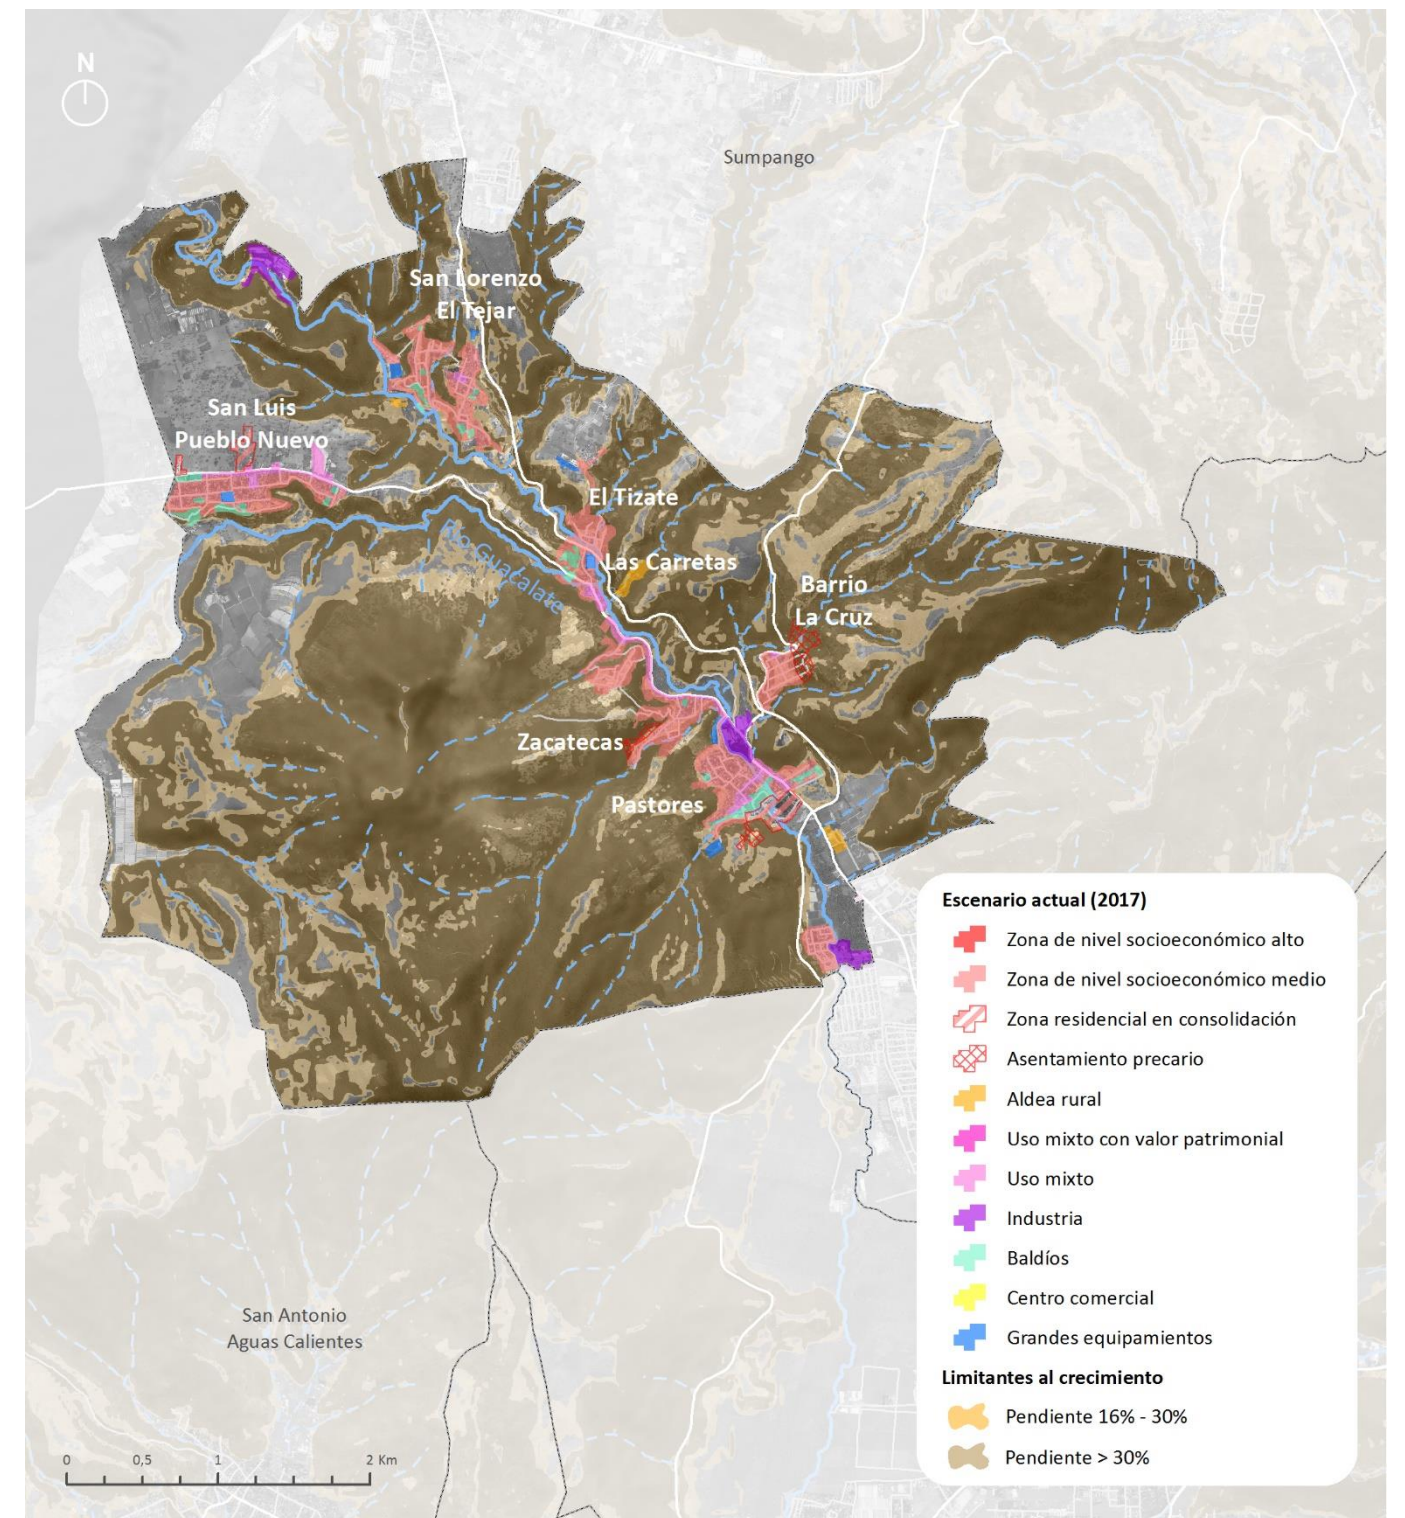 N
Sumpango
San Lorenzo
El Tejar
San Luis
Pueblo Nuevo
El Tizate
Río Guacalate
Las Carretas
Barrio
La Cruz
Zacatecas
Pastores
Escenario actual (2017)
Zona de nivel socioeconómico alto
Zona de nivel socioeconómico medio
Zona residencial en consolidación
Asentamiento precario
Aldea rural
Uso mixto con valor patrimonial
Uso mixto
Industria
Baldíos
Centro comercial
Grandes equipamientos
Limitantes al crecimiento
Pendiente 16% - 30%
Pendiente > 30%
San Antonio
Aguas Calientes
0 0,5 1 2 Km